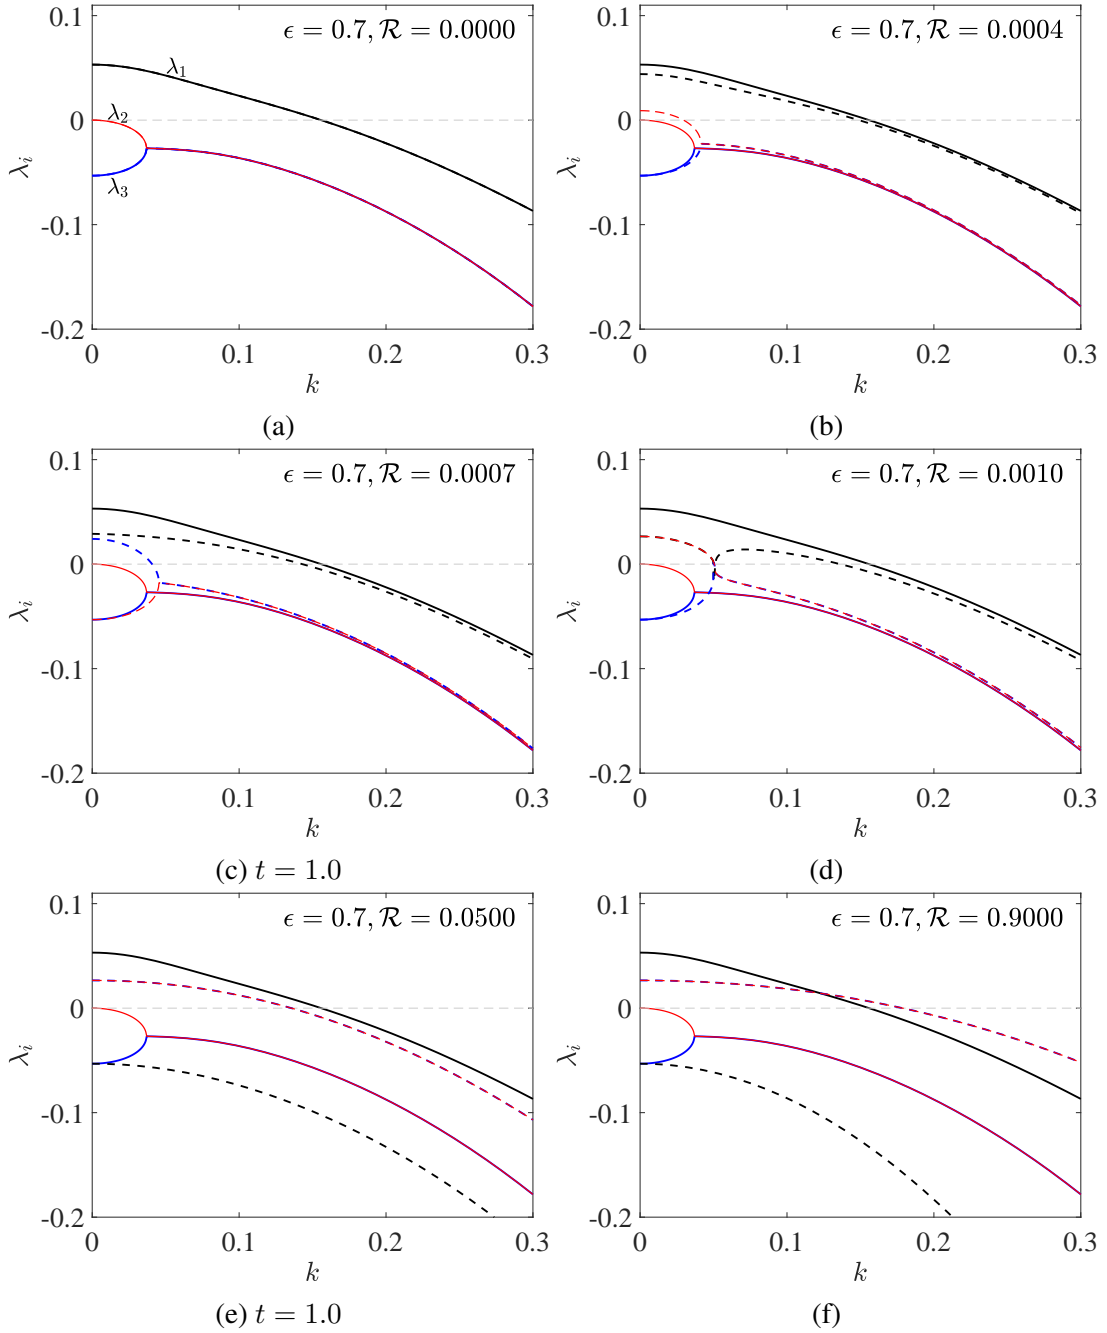 0.1
0
-0.1
-0.2
λᵢ
ϵ = 0.7, ℛ = 0.0000
λ₁
λ₂
λ₃
0 0.1 0.2 0.3
k
(a)
0.1
0
-0.1
-0.2
λᵢ
ϵ = 0.7, ℛ = 0.0004
0 0.1 0.2 0.3
k
(b)
0.1
0
-0.1
-0.2
λᵢ
ϵ = 0.7, ℛ = 0.0007
0 0.1 0.2 0.3
k
(c) t = 1.0
0.1
0
-0.1
-0.2
λᵢ
ϵ = 0.7, ℛ = 0.0010
0 0.1 0.2 0.3
k
(d)
0.1
0
-0.1
-0.2
λᵢ
ϵ = 0.7, ℛ = 0.0500
0 0.1 0.2 0.3
k
(e) t = 1.0
0.1
0
-0.1
-0.2
λᵢ
ϵ = 0.7, ℛ = 0.9000
0 0.1 0.2 0.3
k
(f)